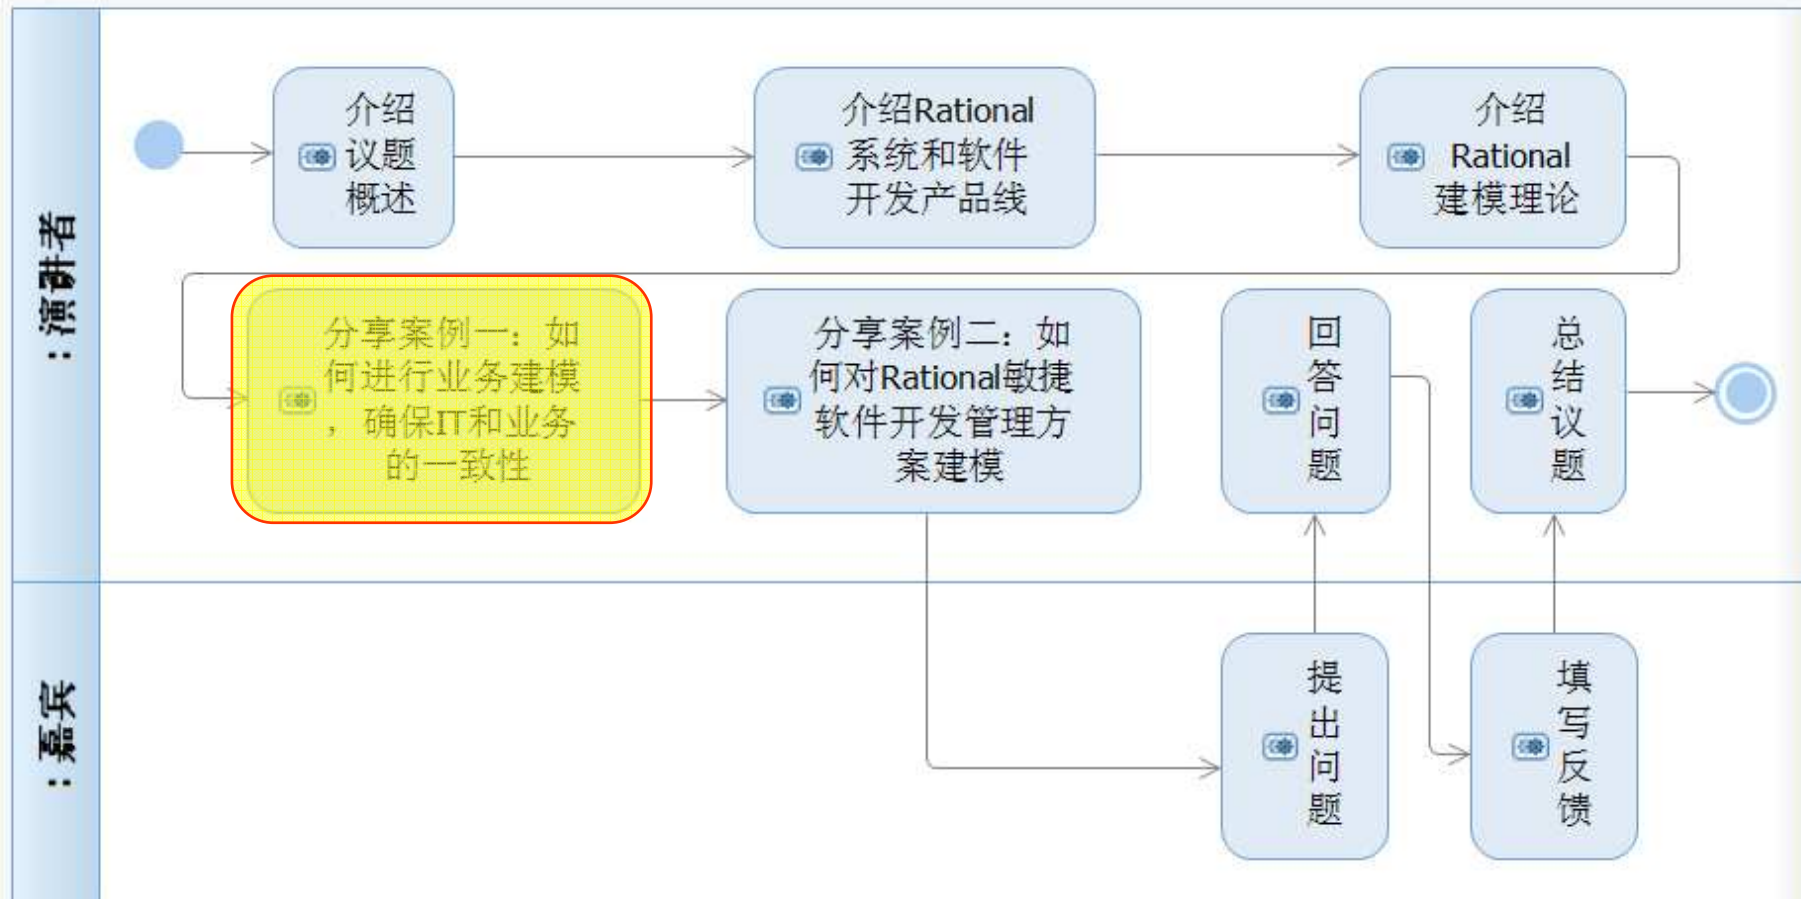 ：演讲者
介绍
议题
概述
介绍Rational
系统和软件
开发产品线
介绍
Rational
建模理论
分享案例一：如
何进行业务建模
，确保IT和业务
的一致性
分享案例二：如
何对Rational敏捷
软件开发管理方
案建模
回
答
问
题
总
结
议
题
：嘉宾
提
出
问
题
填
写
反
馈